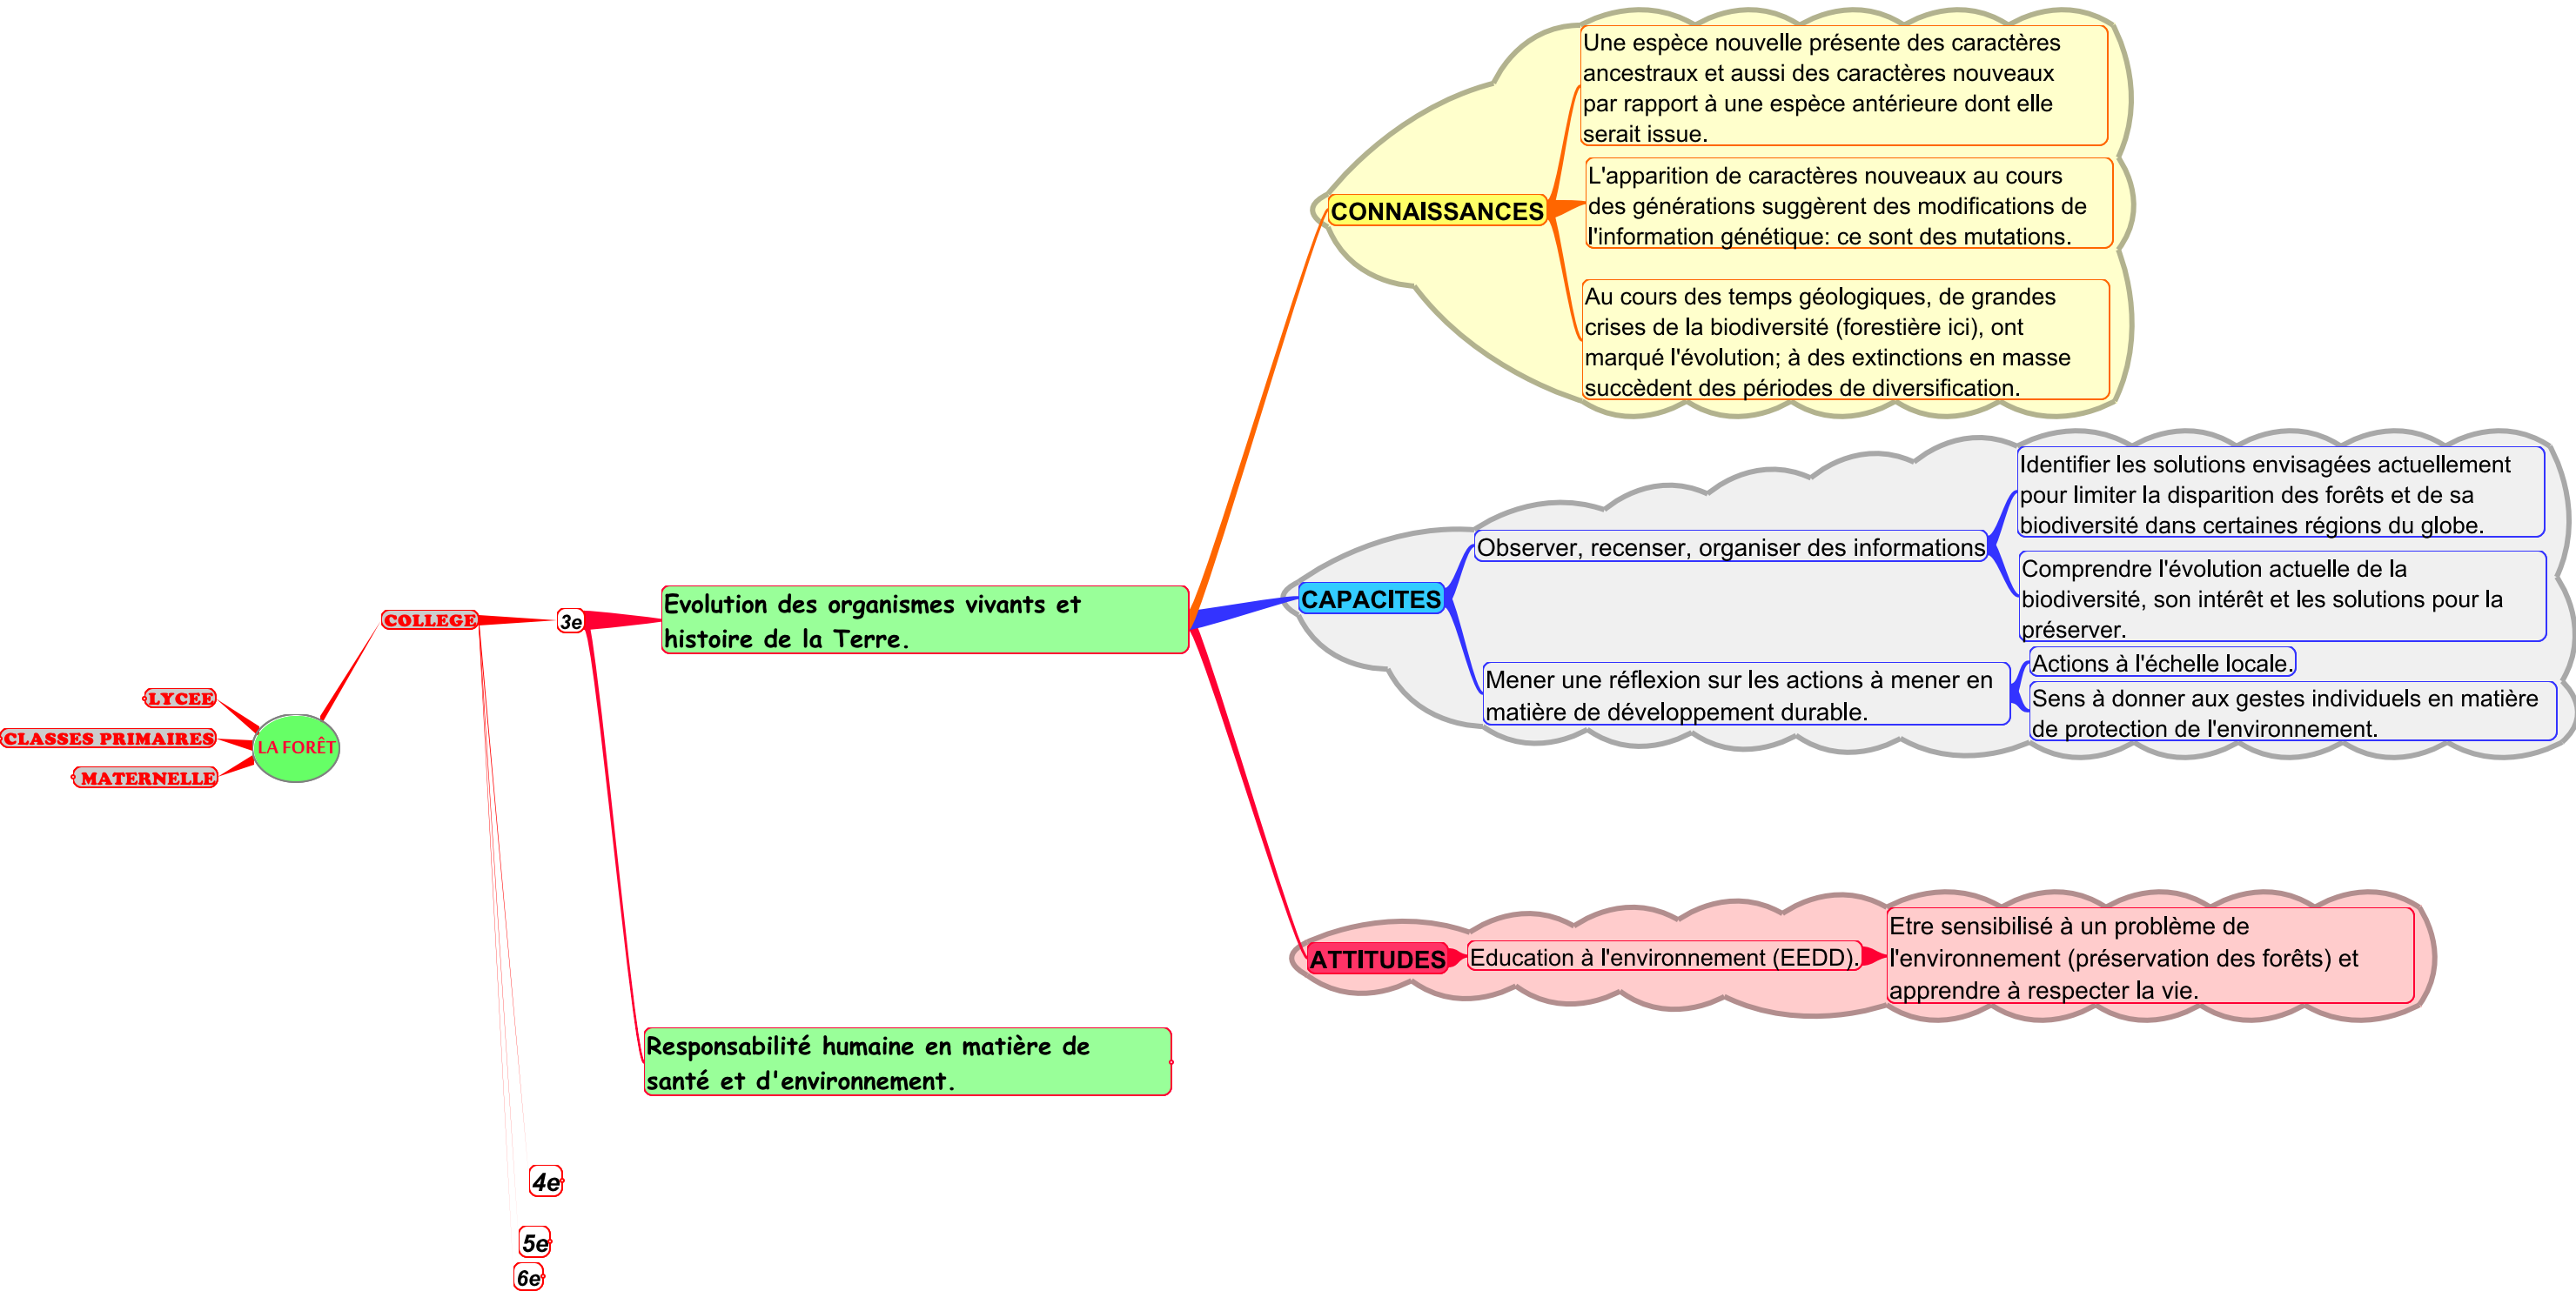 LA FORÊT
LYCEE
CLASSES PRIMAIRES
MATERNELLE
COLLEGE
3e
Evolution des organismes vivants et
histoire de la Terre.
CONNAISSANCES
Une espèce nouvelle présente des caractères
ancestraux et aussi des caractères nouveaux
par rapport à une espèce antérieure dont elle
serait issue.
L'apparition de caractères nouveaux au cours
des générations suggèrent des modifications de
l'information génétique: ce sont des mutations.
Au cours des temps géologiques, de grandes
crises de la biodiversité (forestière ici), ont
marqué l'évolution; à des extinctions en masse
succèdent des périodes de diversification.
CAPACITES
Observer, recenser, organiser des informations
Identifier les solutions envisagées actuellement
pour limiter la disparition des forêts et de sa
biodiversité dans certaines régions du globe.
Comprendre l'évolution actuelle de la
biodiversité, son intérêt et les solutions pour la
préserver.
Mener une réflexion sur les actions à mener en
matière de développement durable.
Actions à l'échelle locale.
Sens à donner aux gestes individuels en matière
de protection de l'environnement.
ATTITUDES
Education à l'environnement (EEDD).
Etre sensibilisé à un problème de
l'environnement (préservation des forêts) et
apprendre à respecter la vie.
Responsabilité humaine en matière de
santé et d'environnement.
4e
5e
6e